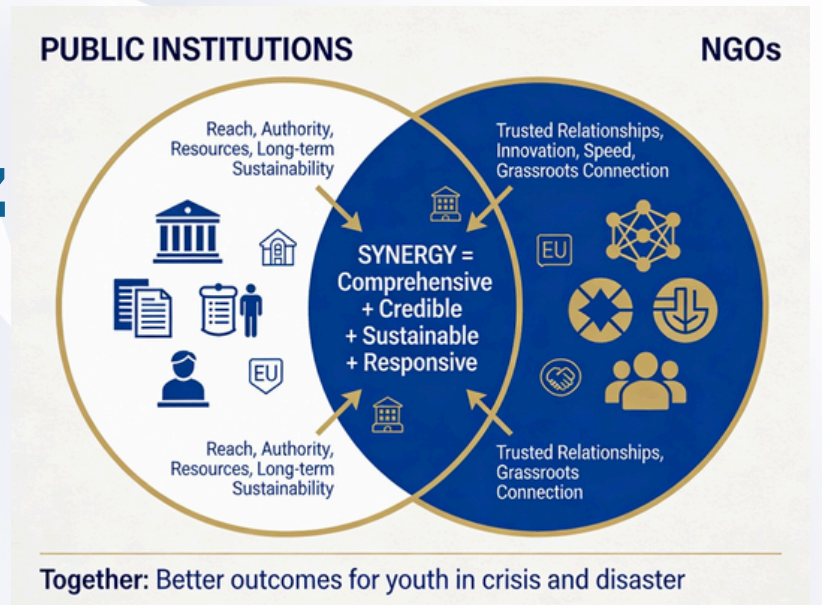 PUBLIC INSTITUTIONS
NGOs
Reach, Authority,
Resources, Long-term
Sustainability
Trusted Relationships,
Innovation, Speed,
Grassroots Connection
SYNERGY =
Comprehensive
+ Credible
+ Sustainable
+ Responsive
EU
EU
Reach, Authority,
Resources, Long-term
Sustainability
Trusted Relationships,
Grassroots
Connection
Together: Better outcomes for youth in crisis and disaster